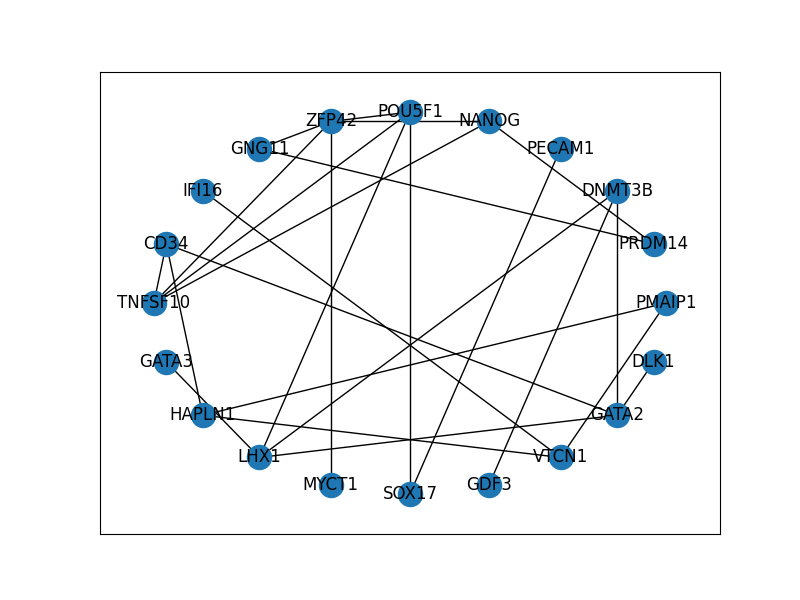 POU5F1
ZFP42
NANOG
GNG11
PECAM1
IFI16
DNMT3B
CD34
PRDM14
TNFSF10
PMAIP1
GATA3
DLK1
HAPLN1
GATA2
LHX1
VTCN1
MYCT1
GDF3
SOX17